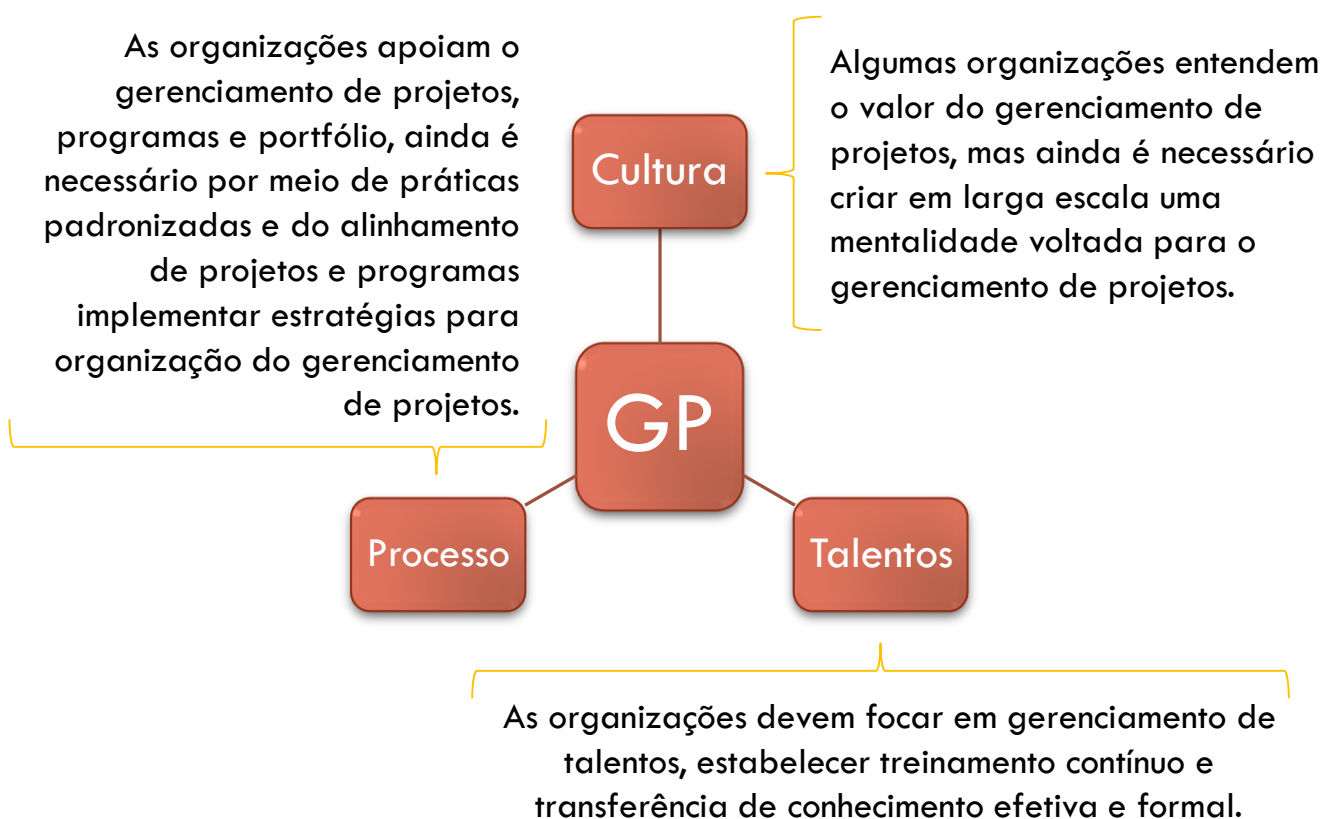 As organizações apoiam o
gerenciamento de projetos,
programas e portfólio, ainda é
necessário por meio de práticas
padronizadas e do alinhamento
de projetos e programas
implementar estratégias para
organização do gerenciamento
de projetos.
Cultura
Algumas organizações entendem
o valor do gerenciamento de
projetos, mas ainda é necessário
criar em larga escala uma
mentalidade voltada para o
gerenciamento de projetos.
GP
Processo
Talentos
As organizações devem focar em gerenciamento de
talentos, estabelecer treinamento contínuo e
transferência de conhecimento efetiva e formal.